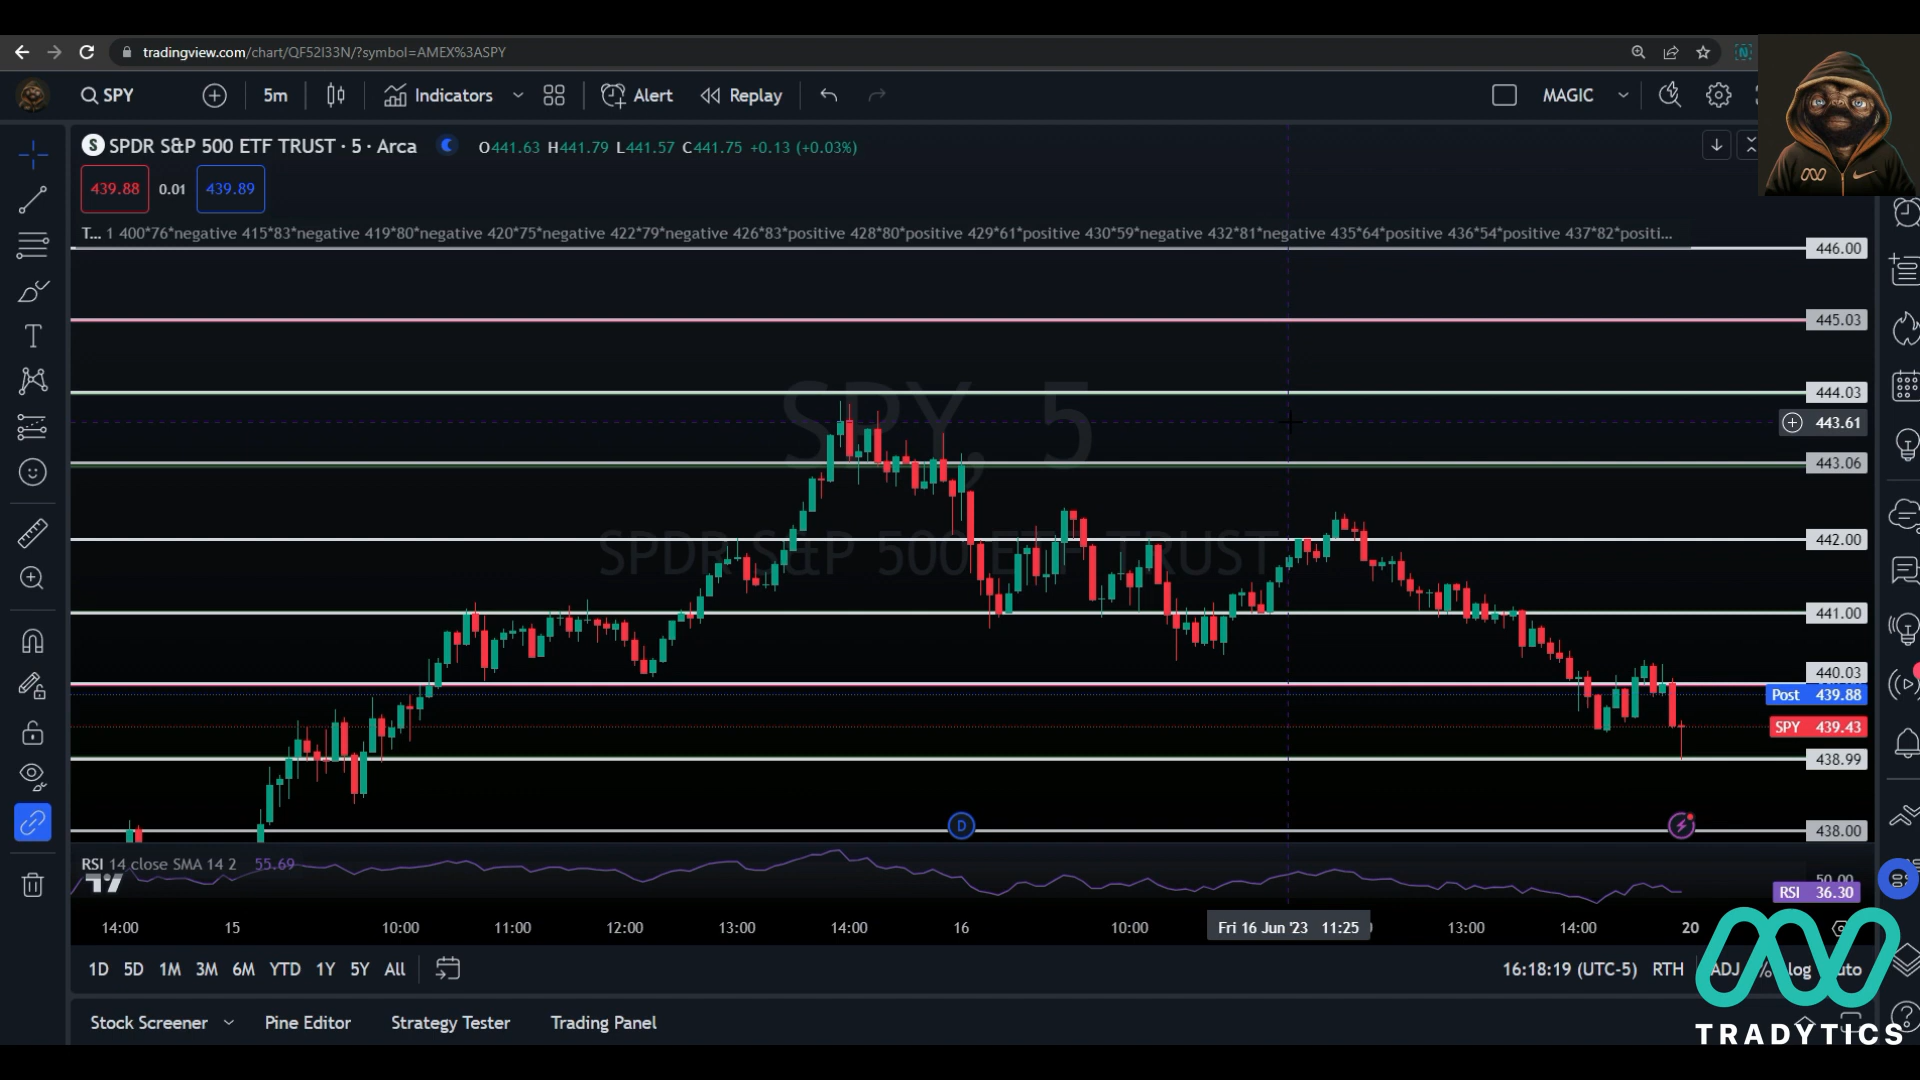 tradingview.com/chart/QF52I33N/?symbol=AMEX%3ASPY
SPY 5m Indicators Alert Replay MAGIC
SPDR S&P 500 ETF TRUST · 5 · Arca O441.63 H441.79 L441.57 C441.75 +0.13 (+0.03%)
439.88 0.01 439.89
T... 1 400*76*negative 415*83*negative 419*80*negative 420*75*negative 422*79*negative 426*83*positive 428*80*positive 429*61*positive 430*59*negative 432*81*negative 435*64*positive 436*54*positive 437*82*positi...
446.00
445.03
444.03
SPY, 5
443.61
443.06
442.00
SPDR S&P 500 ETF TRUST
441.00
440.03
Post 439.88
SPY 439.43
438.99
D
438.00
RSI 14 close SMA 14 2 55.69
50.00
RSI 36.30
14:00 15 10:00 11:00 12:00 13:00 14:00 16 10:00 Fri 16 Jun '23 11:25 13:00 14:00 20
1D 5D 1M 3M 6M YTD 1Y 5Y All 16:18:19 (UTC-5) RTH ADJ % log
Stock Screener Pine Editor Strategy Tester Trading Panel
TRADYTICS